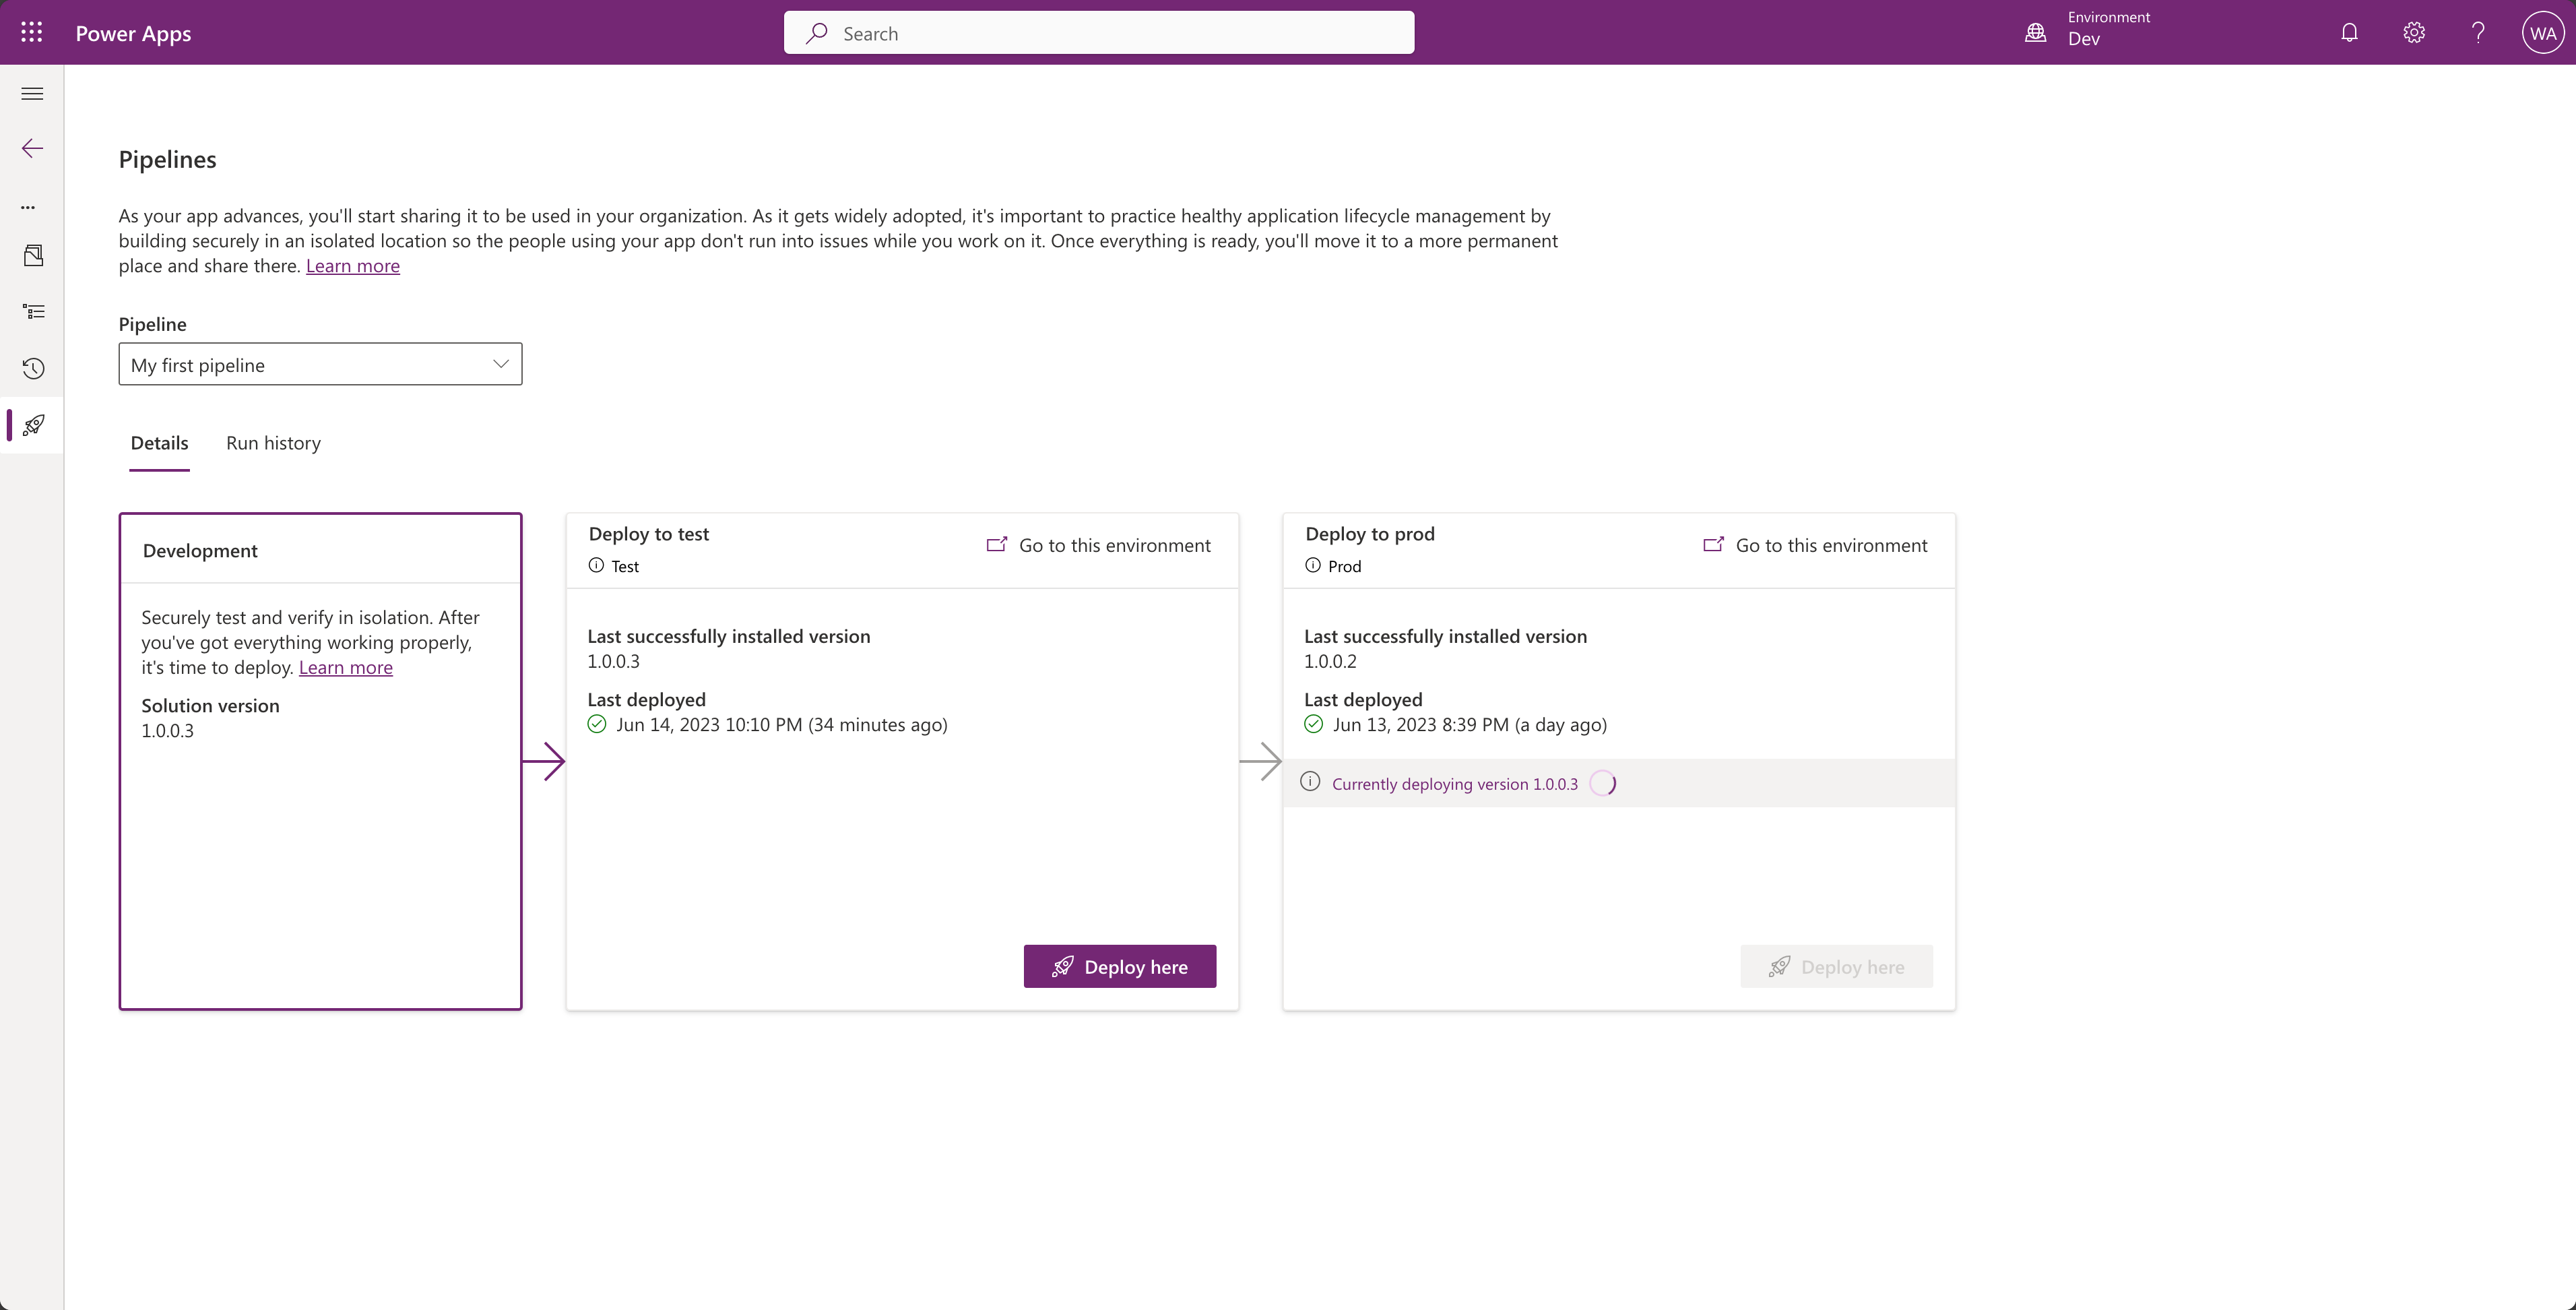 Power Apps
Search
Environment
Dev
WA
Pipelines
As your app advances, you'll start sharing it to be used in your organization. As it gets widely adopted, it's important to practice healthy application lifecycle management by
building securely in an isolated location so the people using your app don't run into issues while you work on it. Once everything is ready, you'll move it to a more permanent
place and share there. Learn more
Pipeline
My first pipeline
Details
Run history
Development
Securely test and verify in isolation. After
you've got everything working properly,
it's time to deploy. Learn more
Solution version
1.0.0.3
Deploy to test
Test
Go to this environment
Last successfully installed version
1.0.0.3
Last deployed
Jun 14, 2023 10:10 PM (34 minutes ago)
Deploy here
Deploy to prod
Prod
Go to this environment
Last successfully installed version
1.0.0.2
Last deployed
Jun 13, 2023 8:39 PM (a day ago)
Currently deploying version 1.0.0.3
Deploy here